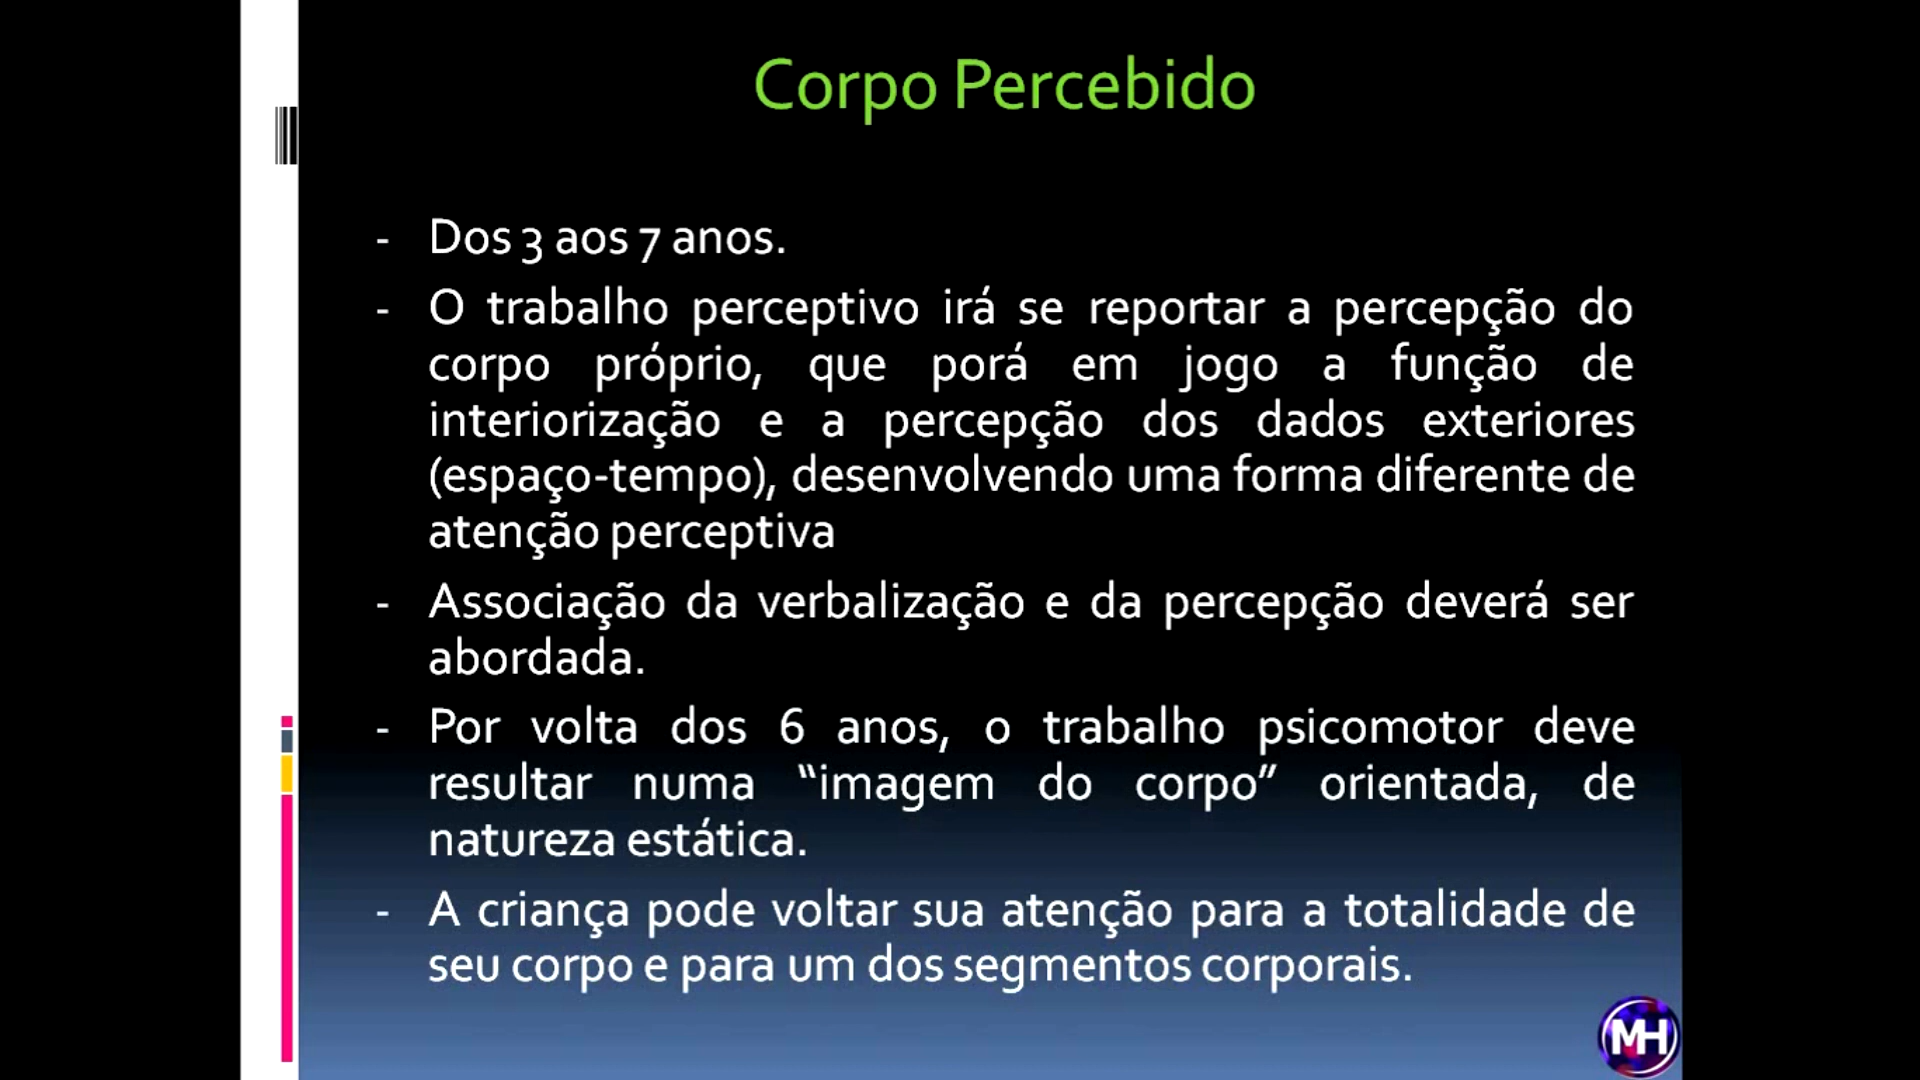 Corpo Percebido
- Dos 3 aos 7 anos.
- O trabalho perceptivo irá se reportar a percepção do
corpo próprio, que porá em jogo a função de
interiorização e a percepção dos dados exteriores
(espaço-tempo), desenvolvendo uma forma diferente de
atenção perceptiva
- Associação da verbalização e da percepção deverá ser
abordada.
- Por volta dos 6 anos, o trabalho psicomotor deve
resultar numa “imagem do corpo” orientada, de
natureza estática.
- A criança pode voltar sua atenção para a totalidade de
seu corpo e para um dos segmentos corporais.
MH